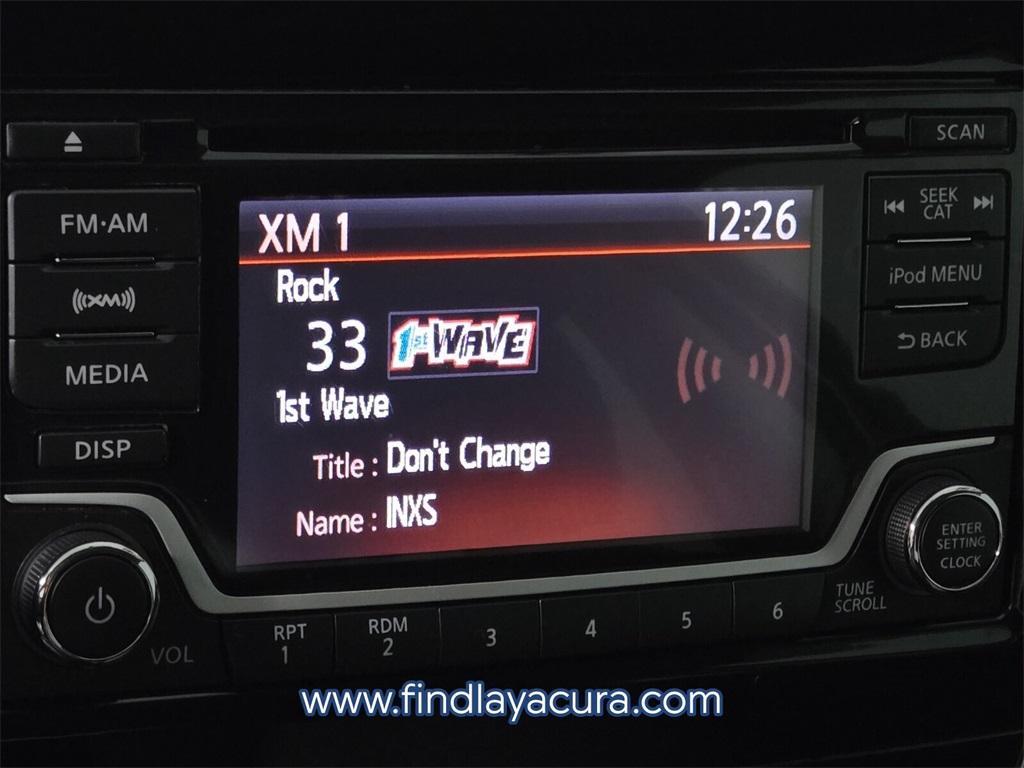 SCAN
FM·AM
XM
MEDIA
DISP
XM 1 12:26
Rock
33 1st WAVE
1st Wave
Title : Don't Change
Name : INXS
SEEK
CAT
iPod MENU
BACK
ENTER
SETTING
CLOCK
TUNE
SCROLL
VOL
RPT
1
RDM
2
3
4
5
6
www.findlayacura.com